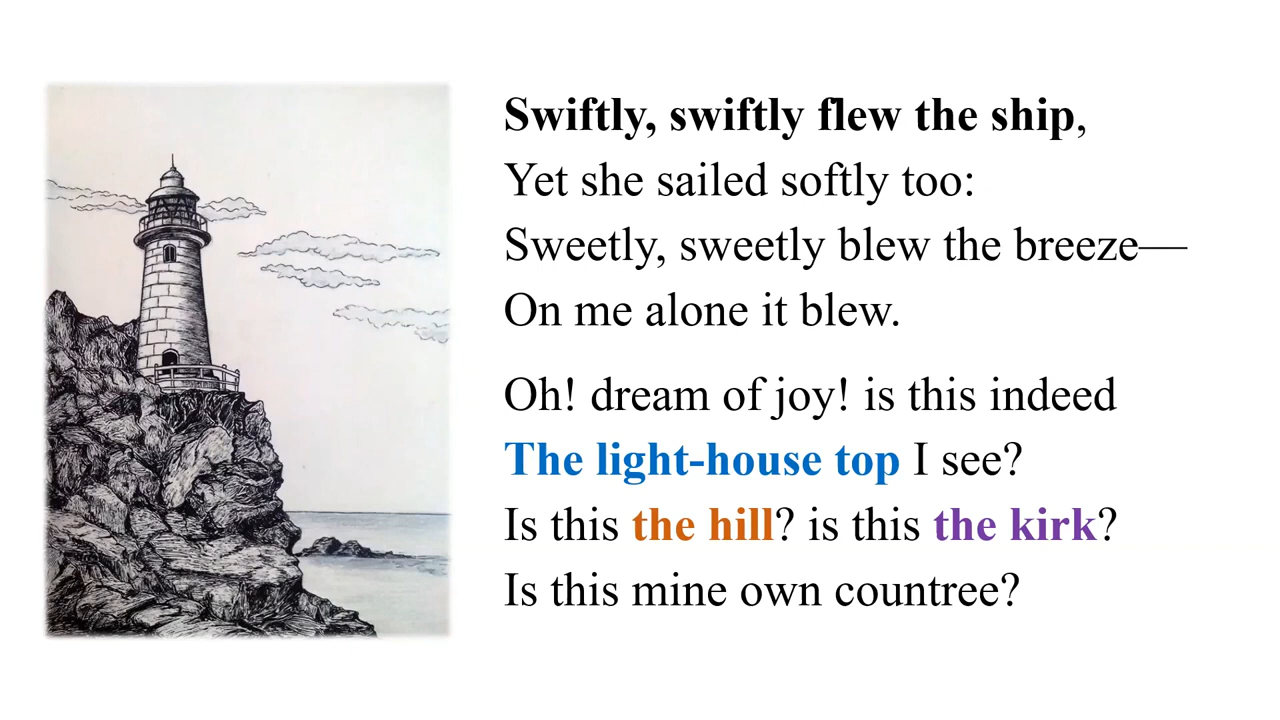 Swiftly, swiftly flew the ship,
Yet she sailed softly too:
Sweetly, sweetly blew the breeze—
On me alone it blew.
Oh! dream of joy! is this indeed
The light-house top I see?
Is this the hill? is this the kirk?
Is this mine own countree?